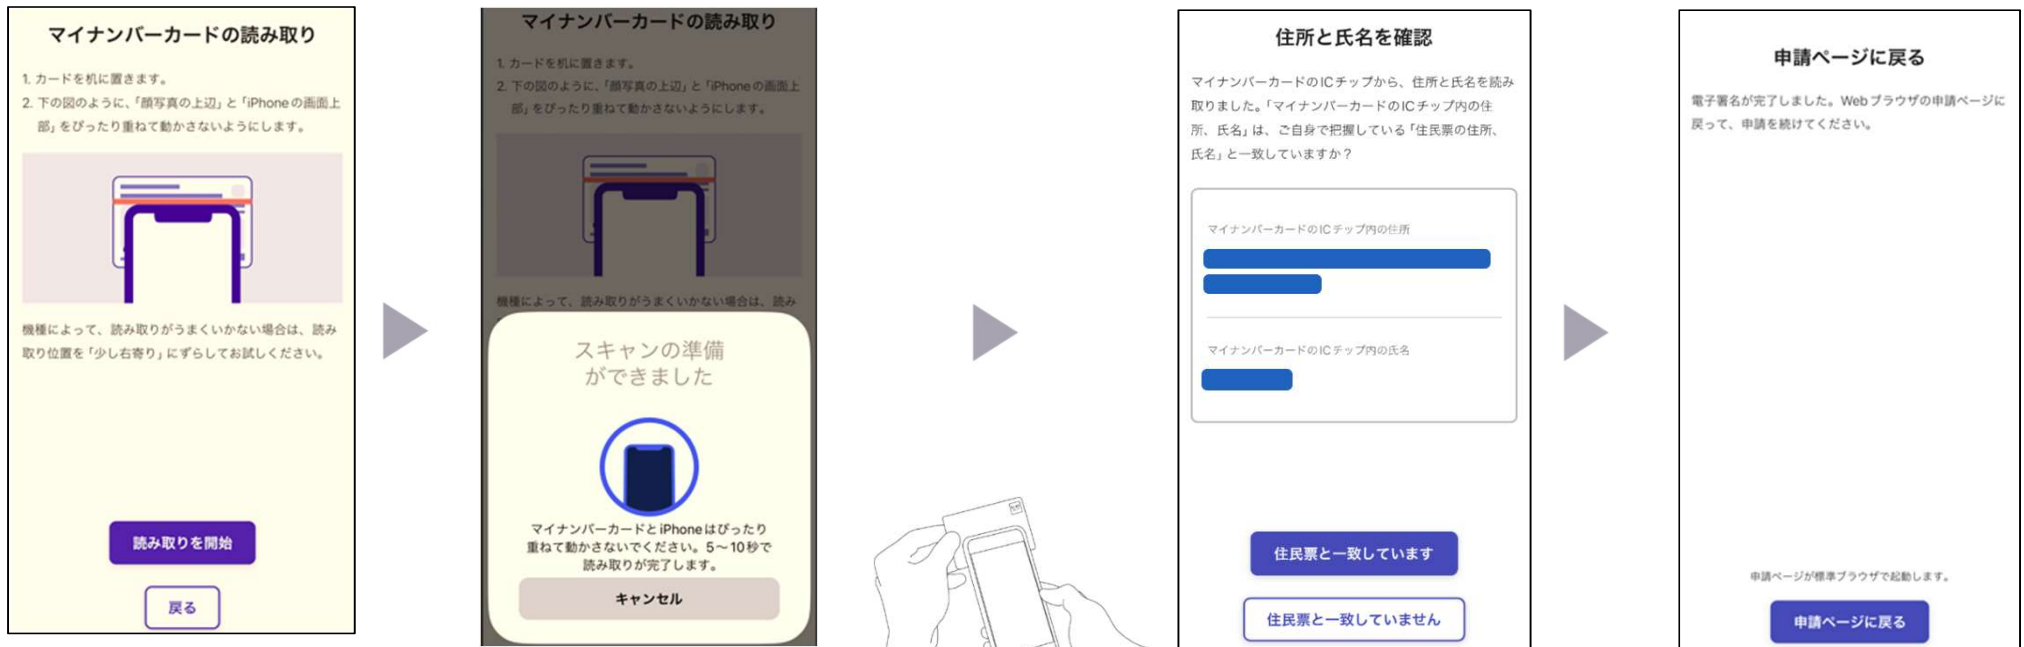 マイナンバーカードの読み取り
1. カードを机に置きます。
2. 下の図のように、「顔写真の上辺」と「iPhoneの画面上
部」をぴったり重ねて動かさないようにします。
機種によって、読み取りがうまくいかない場合は、読み
取り位置を「少し右寄り」にずらしてお試しください。
読み取りを開始
戻る
マイナンバーカードの読み取り
1. カードを机に置きます。
2. 下の図のように、「顔写真の上辺」と「iPhoneの画面上
部」をぴったり重ねて動かさないようにします。
機種によって、読み取りがうまくいかない場合は、読み
スキャンの準備
ができました
マイナンバーカードとiPhoneはぴったり
重ねて動かさないでください。5～10秒で
読み取りが完了します。
キャンセル
住所と氏名を確認
マイナンバーカードのICチップから、住所と氏名を読み
取りました。「マイナンバーカードのICチップ内の住
所、氏名」は、ご自身で把握している「住民票の住所、
氏名」と一致していますか？
マイナンバーカードのICチップ内の住所
マイナンバーカードのICチップ内の氏名
住民票と一致しています
住民票と一致していません
申請ページに戻る
電子署名が完了しました。Webブラウザの申請ページに
戻って、申請を続けてください。
申請ページが標準ブラウザで起動します。
申請ページに戻る